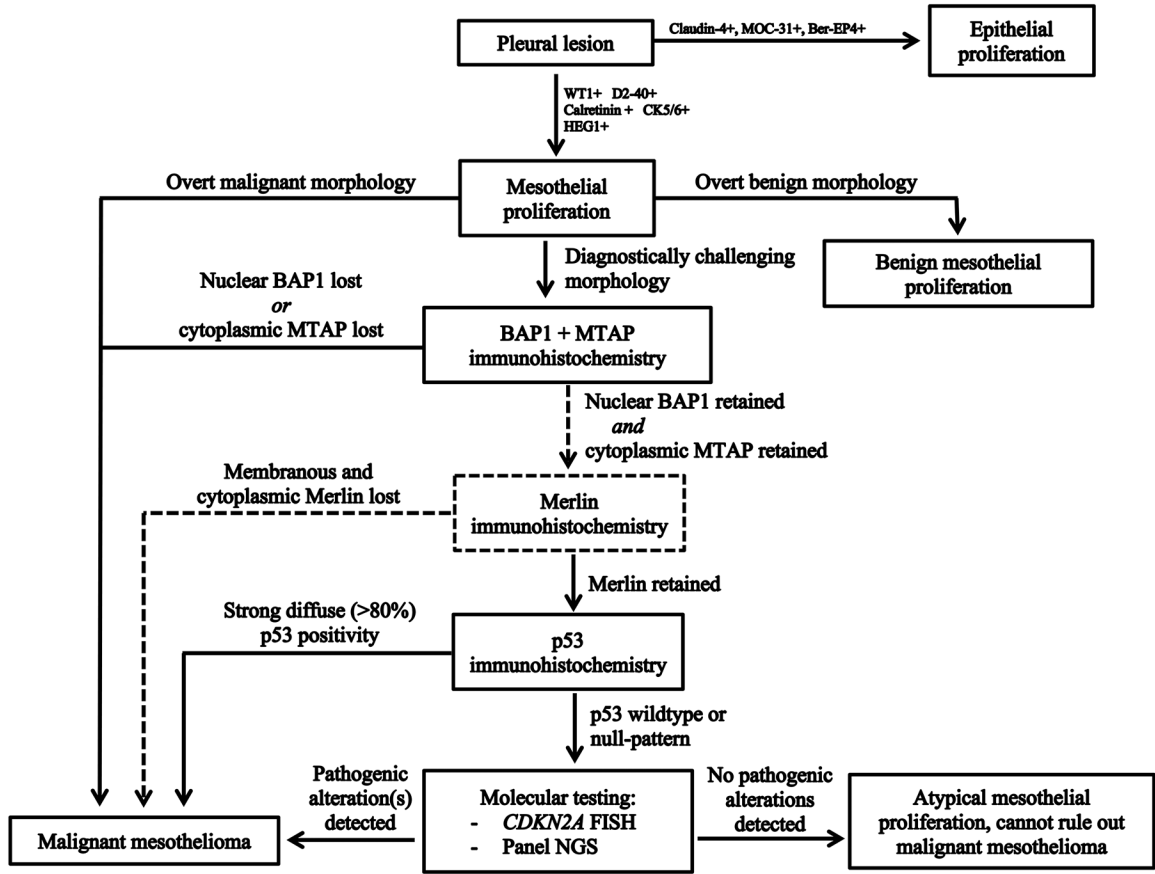 Pleural lesion
Claudin-4+, MOC-31+, Ber-EP4+
Epithelial
proliferation
WT1+ D2-40+
Calretinin + CK5/6+
HEG1+
Overt malignant morphology
Mesothelial
proliferation
Overt benign morphology
Benign mesothelial
proliferation
Diagnostically challenging
morphology
Nuclear BAP1 lost
or
cytoplasmic MTAP lost
BAP1 + MTAP
immunohistochemistry
Nuclear BAP1 retained
and
cytoplasmic MTAP retained
Membranous and
cytoplasmic Merlin lost
Merlin
immunohistochemistry
Merlin retained
Strong diffuse (>80%)
p53 positivity
p53
immunohistochemistry
p53 wildtype or
null-pattern
Pathogenic
alteration(s)
detected
Molecular testing:
- CDKN2A FISH
- Panel NGS
No pathogenic
alterations
detected
Malignant mesothelioma
Atypical mesothelial
proliferation, cannot rule out
malignant mesothelioma